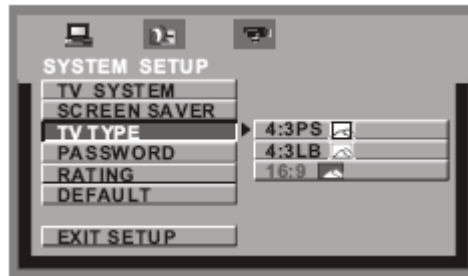 SYSTEM SETUP
TV SYSTEM
SCREEN SAVER
TV TYPE
PASSWORD
RATING
DEFAULT
EXIT SETUP
4:3PS
4:3LB
16:9